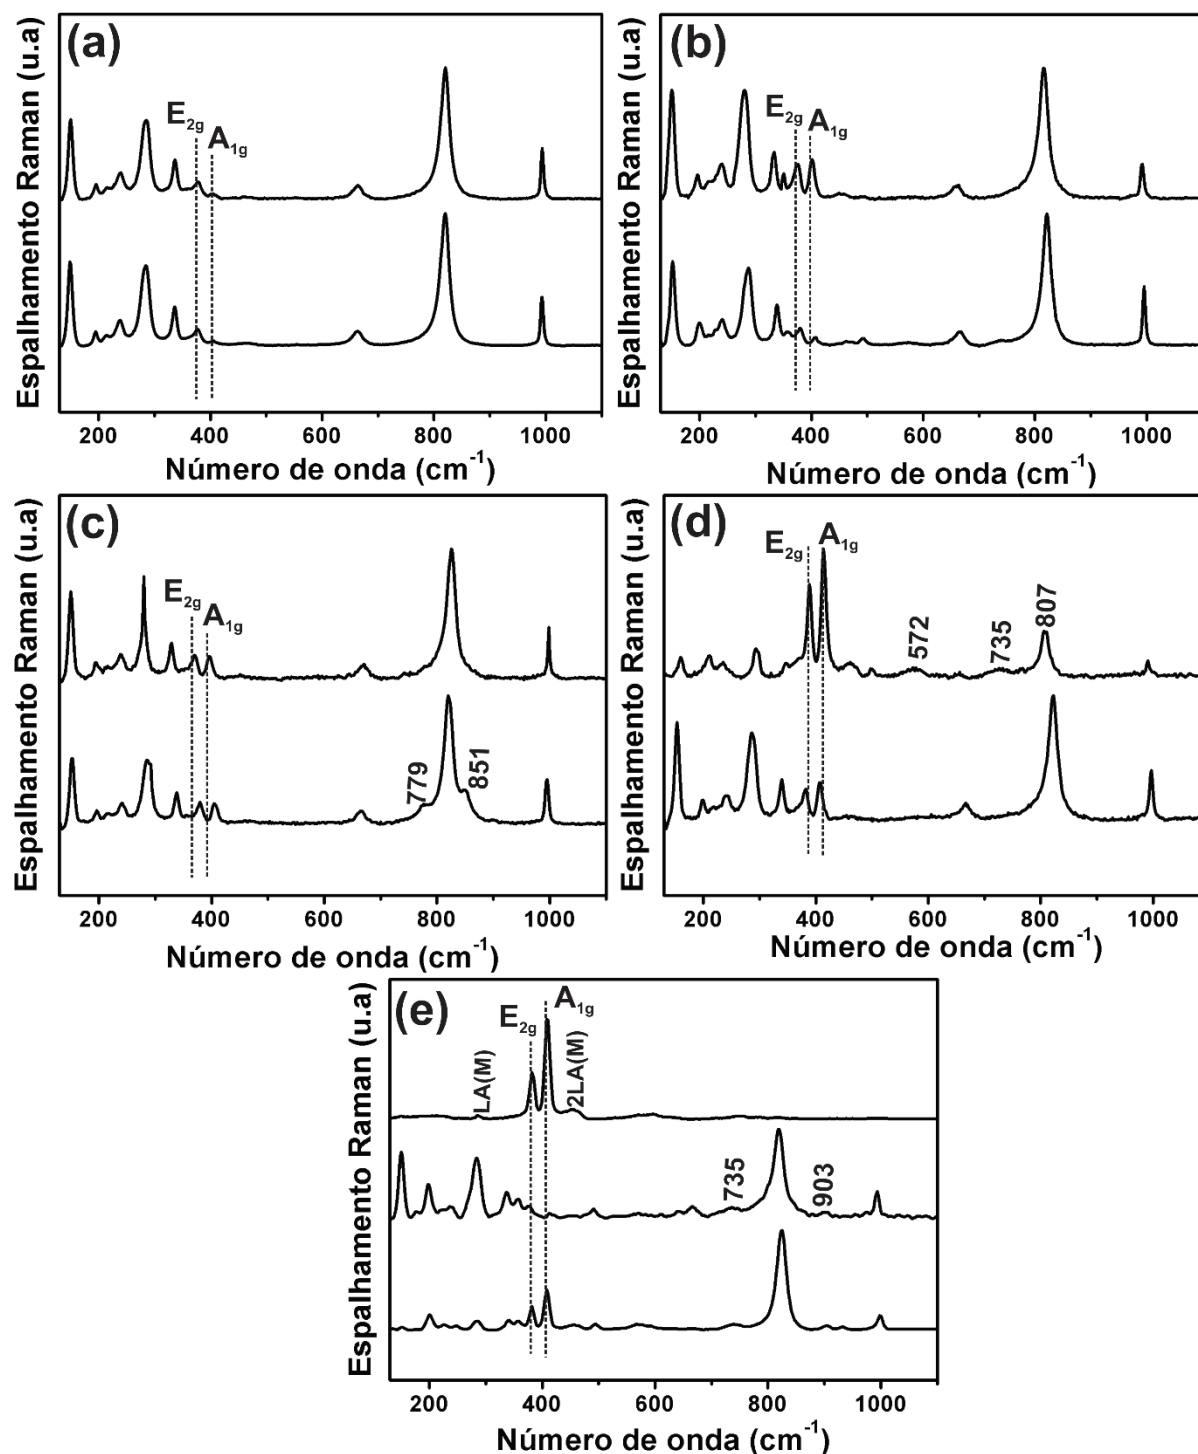 (a)
E2g
A1g
Espalhamento Raman (u.a)
200 400 600 800 1000
Número de onda (cm-1)
(b)
E2g
A1g
Espalhamento Raman (u.a)
200 400 600 800 1000
Número de onda (cm-1)
(c)
E2g
A1g
779
851
Espalhamento Raman (u.a)
200 400 600 800 1000
Número de onda (cm-1)
(d)
E2g
A1g
572
735
807
Espalhamento Raman (u.a)
200 400 600 800 1000
Número de onda (cm-1)
(e)
LA(M)
E2g
A1g
2LA(M)
735
903
Espalhamento Raman (u.a)
200 400 600 800 1000
Número de onda (cm-1)